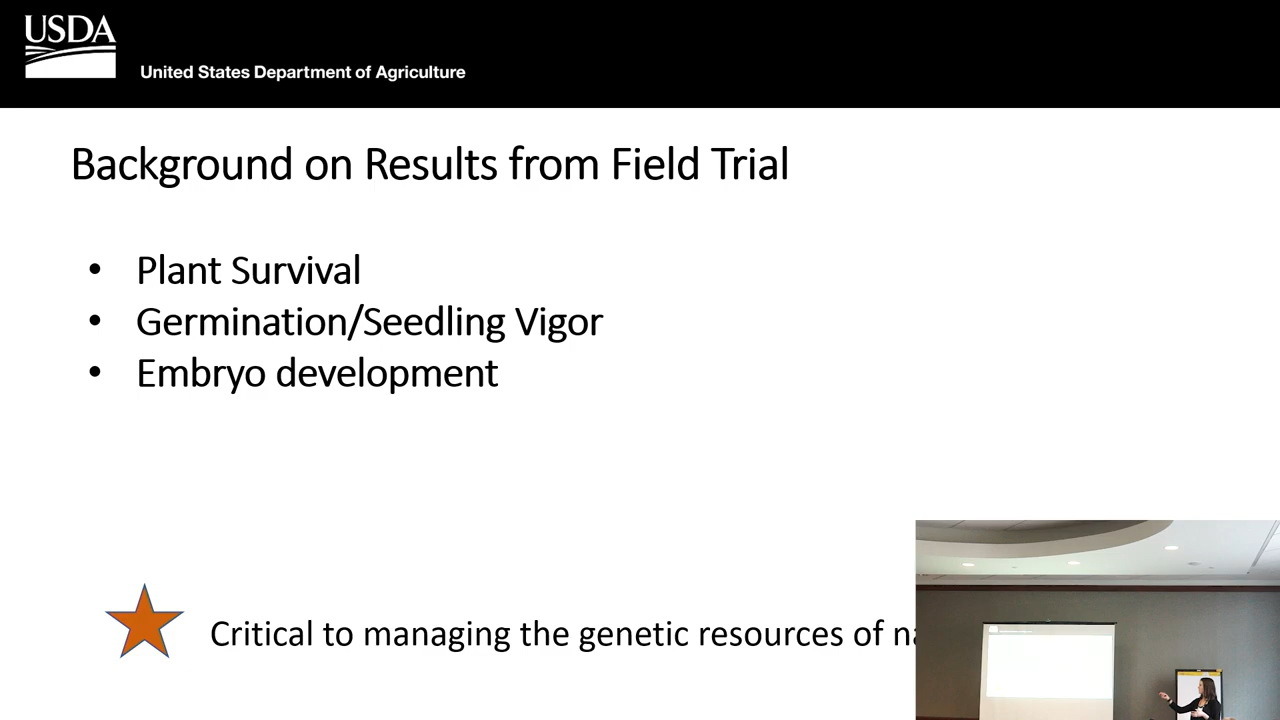 USDA
United States Department of Agriculture
Background on Results from Field Trial
• Plant Survival
• Germination/Seedling Vigor
• Embryo development
Critical to managing the genetic resources of